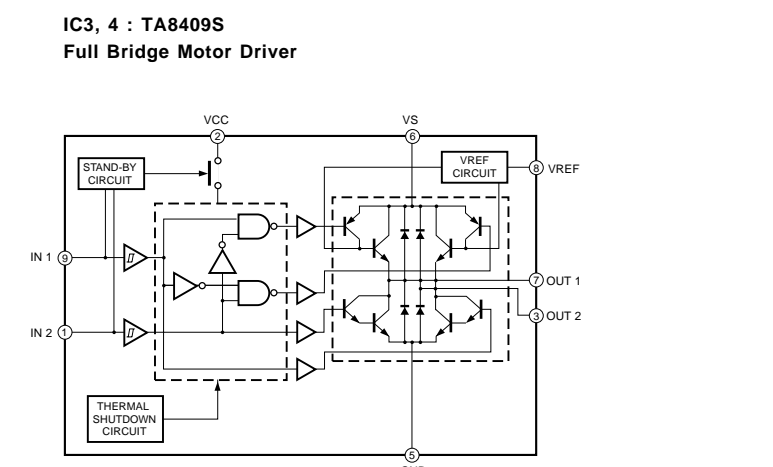 IC3, 4 : TA8409S
Full Bridge Motor Driver
VCC
VS
2
6
STAND-BY
CIRCUIT
VREF
CIRCUIT
8
VREF
IN 1
9
7
OUT 1
3
OUT 2
IN 2
1
THERMAL
SHUTDOWN
CIRCUIT
5